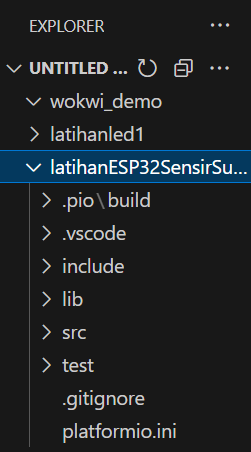 EXPLORER
UNTITLED ...
wokwi_demo
latihanled1
latihanESP32SensirSu...
.pio\build
.vscode
include
lib
src
test
.gitignore
platformio.ini